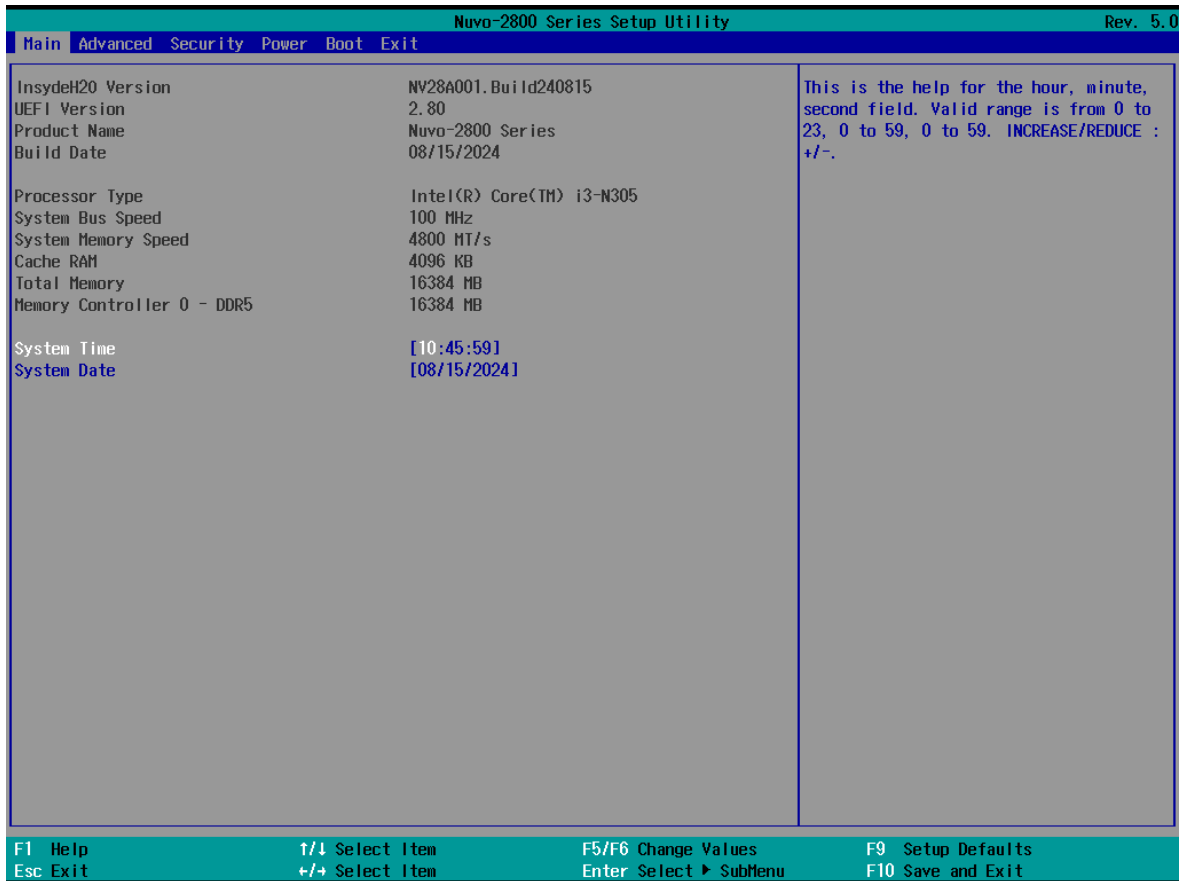 Nuvo-2800 Series Setup Utility Rev. 5.0
Main Advanced Security Power Boot Exit
InsydeH2O Version NV28A001.Build240815
UEFI Version 2.80
Product Name Nuvo-2800 Series
Build Date 08/15/2024
Processor Type Intel(R) Core(TM) i3-N305
System Bus Speed 100 MHz
System Memory Speed 4800 MT/s
Cache RAM 4096 KB
Total Memory 16384 MB
Memory Controller 0 - DDR5 16384 MB
System Time [10:45:59]
System Date [08/15/2024]
This is the help for the hour, minute,
second field. Valid range is from 0 to
23, 0 to 59, 0 to 59. INCREASE/REDUCE :
+/-.
F1 Help ↑/↓ Select Item F5/F6 Change Values F9 Setup Defaults
Esc Exit ←/→ Select Item Enter Select ▶ SubMenu F10 Save and Exit